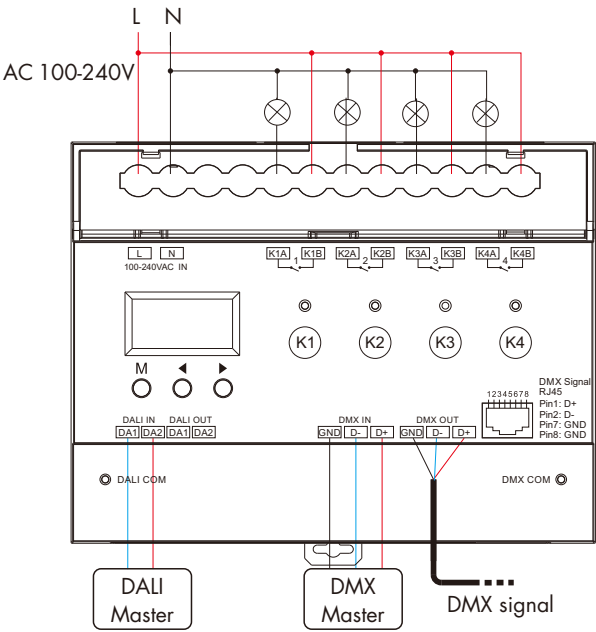 L N
AC 100-240V
L N
100-240VAC IN
K1A K1B K2A K2B K3A K3B K4A K4B
1 2 3 4
K1 K2 K3 K4
M
DMX Signal
RJ45
12345678
Pin1: D+
Pin2: D-
Pin7: GND
Pin8: GND
DALI IN DALI OUT DMX IN DMX OUT
DA1 DA2 DA1 DA2 GND D- D+ GND D- D+
DALI COM DMX COM
DALI
Master
DMX
Master
DMX signal